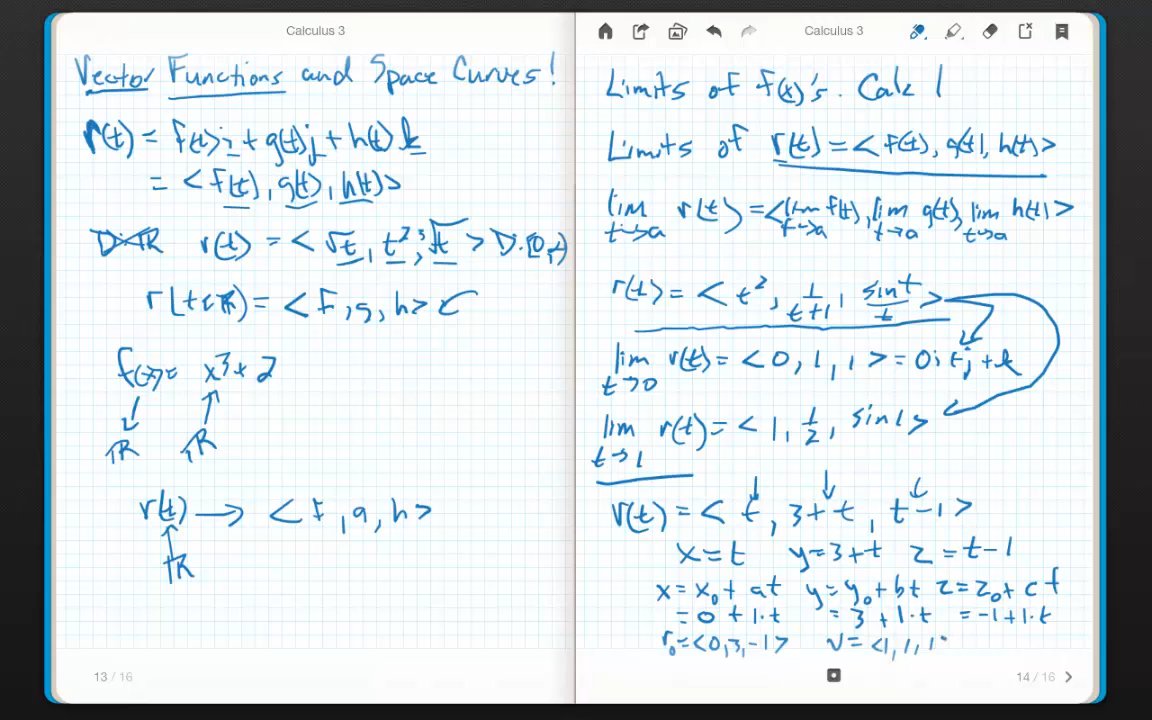 Calculus 3
Vector Functions and Space Curves!
r(t) = f(t)i + g(t)j + h(t)k
= < f(t), g(t), h(t)>
r(t) = < √t, t², ³√t > D:[0,
r(t∈ℝ) = < f, g, h>
f(x)= x³+2
ℝ ℝ
r(t) → < f, g, h>
ℝ
13 / 16
Calculus 3
Limits of f(x)'s. Calc 1
Limits of r(t) = < f(t), g(t), h(t)>
lim t→a r(t) = <lim t→a f(t), lim t→a g(t), lim t→a h(t)>
r(t) = < t², 1/t+1, sint/t >
lim t→0 r(t) = <0, 1, 1> = 0i+j+k
lim t→1 r(t) = < 1, 1/2, sin1>
r(t) = < t, 3+t, t-1>
x=t y=3+t z=t-1
x=x₀+at y=y₀+bt z=z₀+ct
=0+1·t =3+1·t =-1+1·t
r₀=<0,3,-1> v=<1,1,1
14 / 16